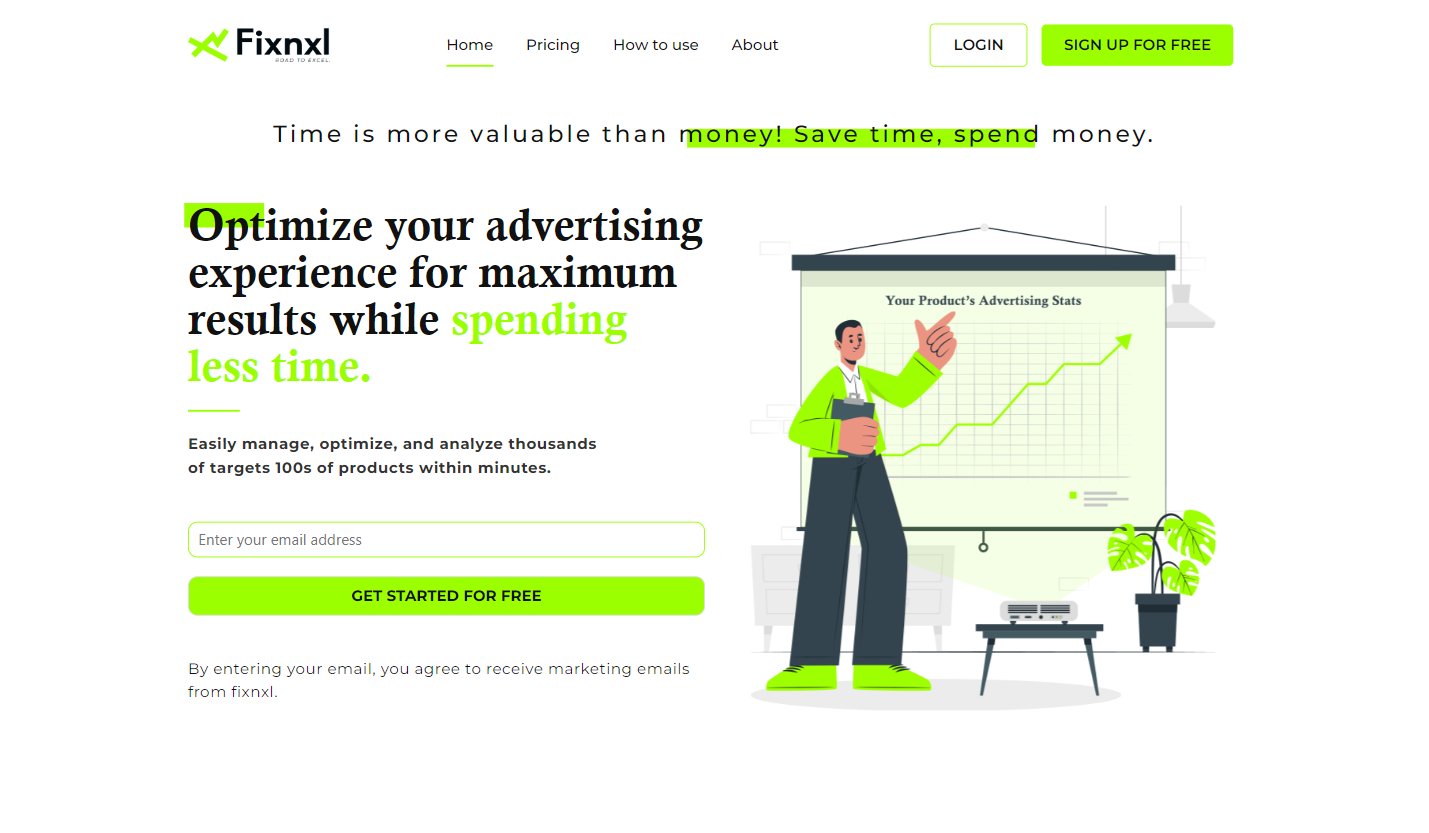 Fixnxl
ROAD TO EXCEL.
Home
Pricing
How to use
About
LOGIN
SIGN UP FOR FREE
Time is more valuable than money! Save time, spend money.
Optimize your advertising
experience for maximum
results while spending
less time.
Easily manage, optimize, and analyze thousands
of targets 100s of products within minutes.
Enter your email address
GET STARTED FOR FREE
By entering your email, you agree to receive marketing emails
from fixnxl.
Your Product's Advertising Stats